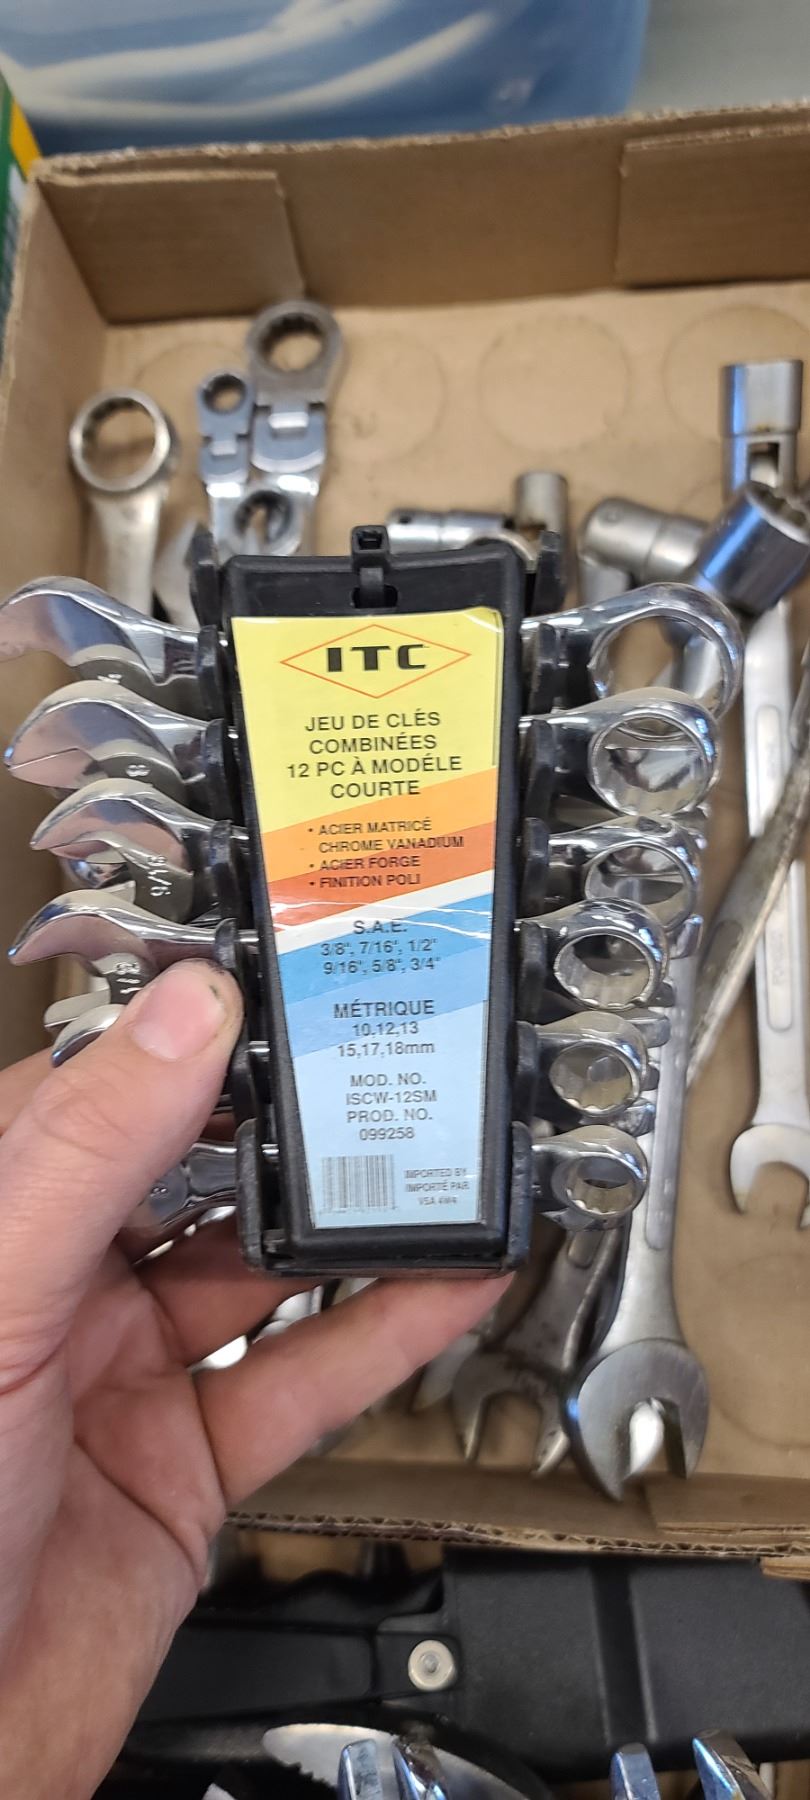 ITC
JEU DE CLÉS
COMBINÉES
12 PC À MODÉLE
COURTE
• ACIER MATRICÉ
CHROME VANADIUM
• ACIER FORGE
• FINITION POLI
S.A.E.
3/8", 7/16", 1/2"
9/16", 5/8", 3/4"
MÉTRIQUE
10,12,13
15,17,18mm
MOD. NO.
ISCW-12SM
PROD. NO.
099258
IMPORTED BY
IMPORTÉ PAR